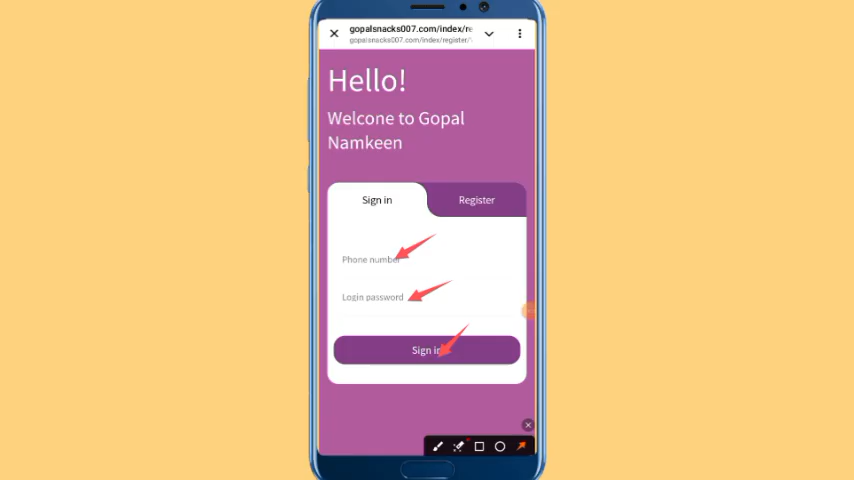 gopalsnacks007.com/index/re
gopalsnacks007.com/index/register/
Hello!
Welcone to Gopal
Namkeen
Sign in
Register
Phone number
Login password
Sign in